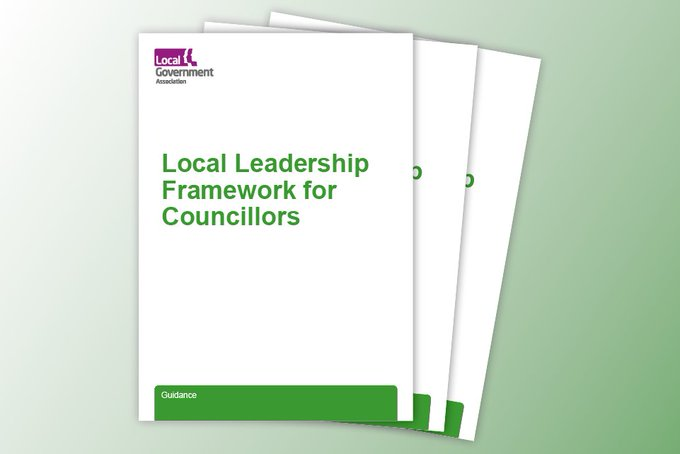 Local
Government
Association
Local Leadership
Framework for
Councillors
p
p
Guidance